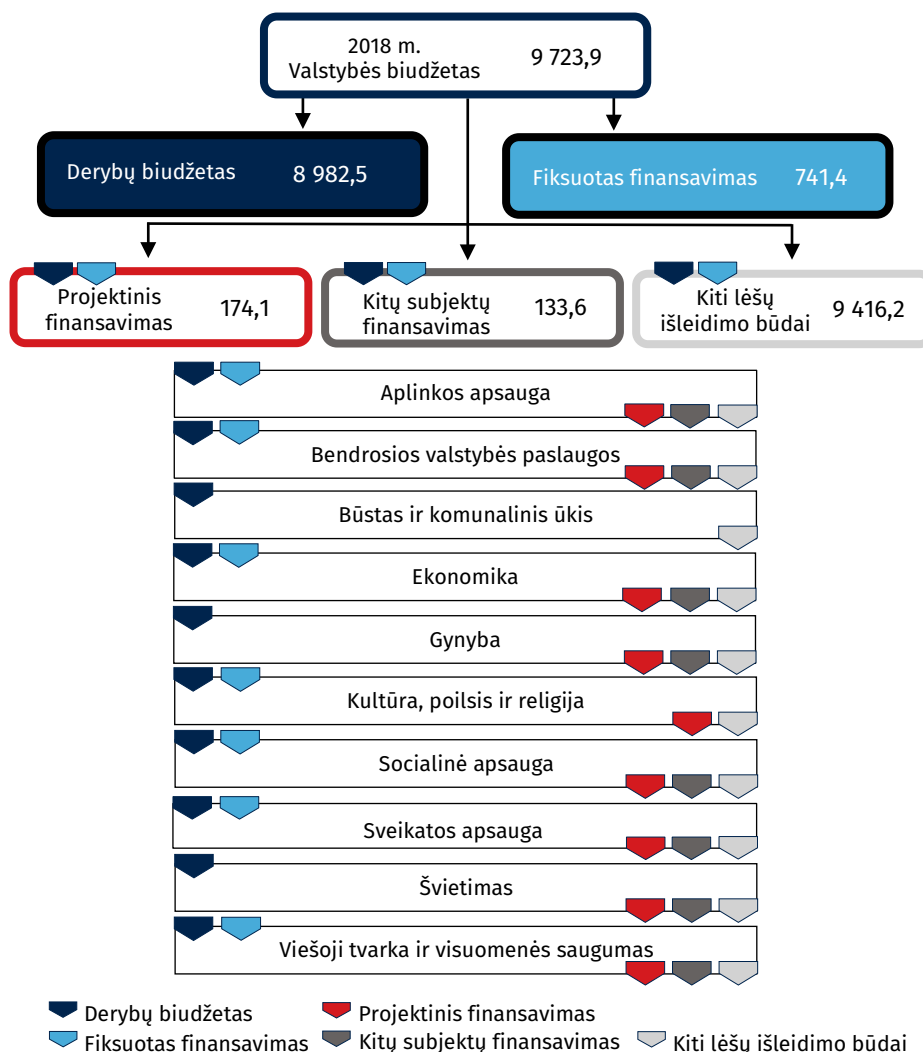 2018 m.
Valstybės biudžetas
9 723,9
Derybų biudžetas
8 982,5
Fiksuotas finansavimas
741,4
Projektinis
finansavimas
174,1
Kitų subjektų
finansavimas
133,6
Kiti lėšų
išleidimo būdai
9 416,2
Aplinkos apsauga
Bendrosios valstybės paslaugos
Būstas ir komunalinis ūkis
Ekonomika
Gynyba
Kultūra, poilsis ir religija
Socialinė apsauga
Sveikatos apsauga
Švietimas
Viešoji tvarka ir visuomenės saugumas
Derybų biudžetas
Projektinis finansavimas
Fiksuotas finansavimas
Kitų subjektų finansavimas
Kiti lėšų išleidimo būdai